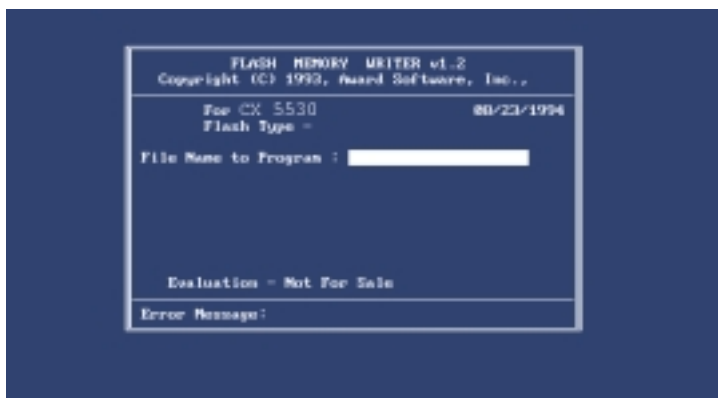 FLASH MEMORY WRITER v1.2
Copyright (C) 1993, Award Software, Inc.,
For CX 5530 08/23/1994
Flash Type -
File Name to Program :
Evaluation - Not For Sale
Error Message: